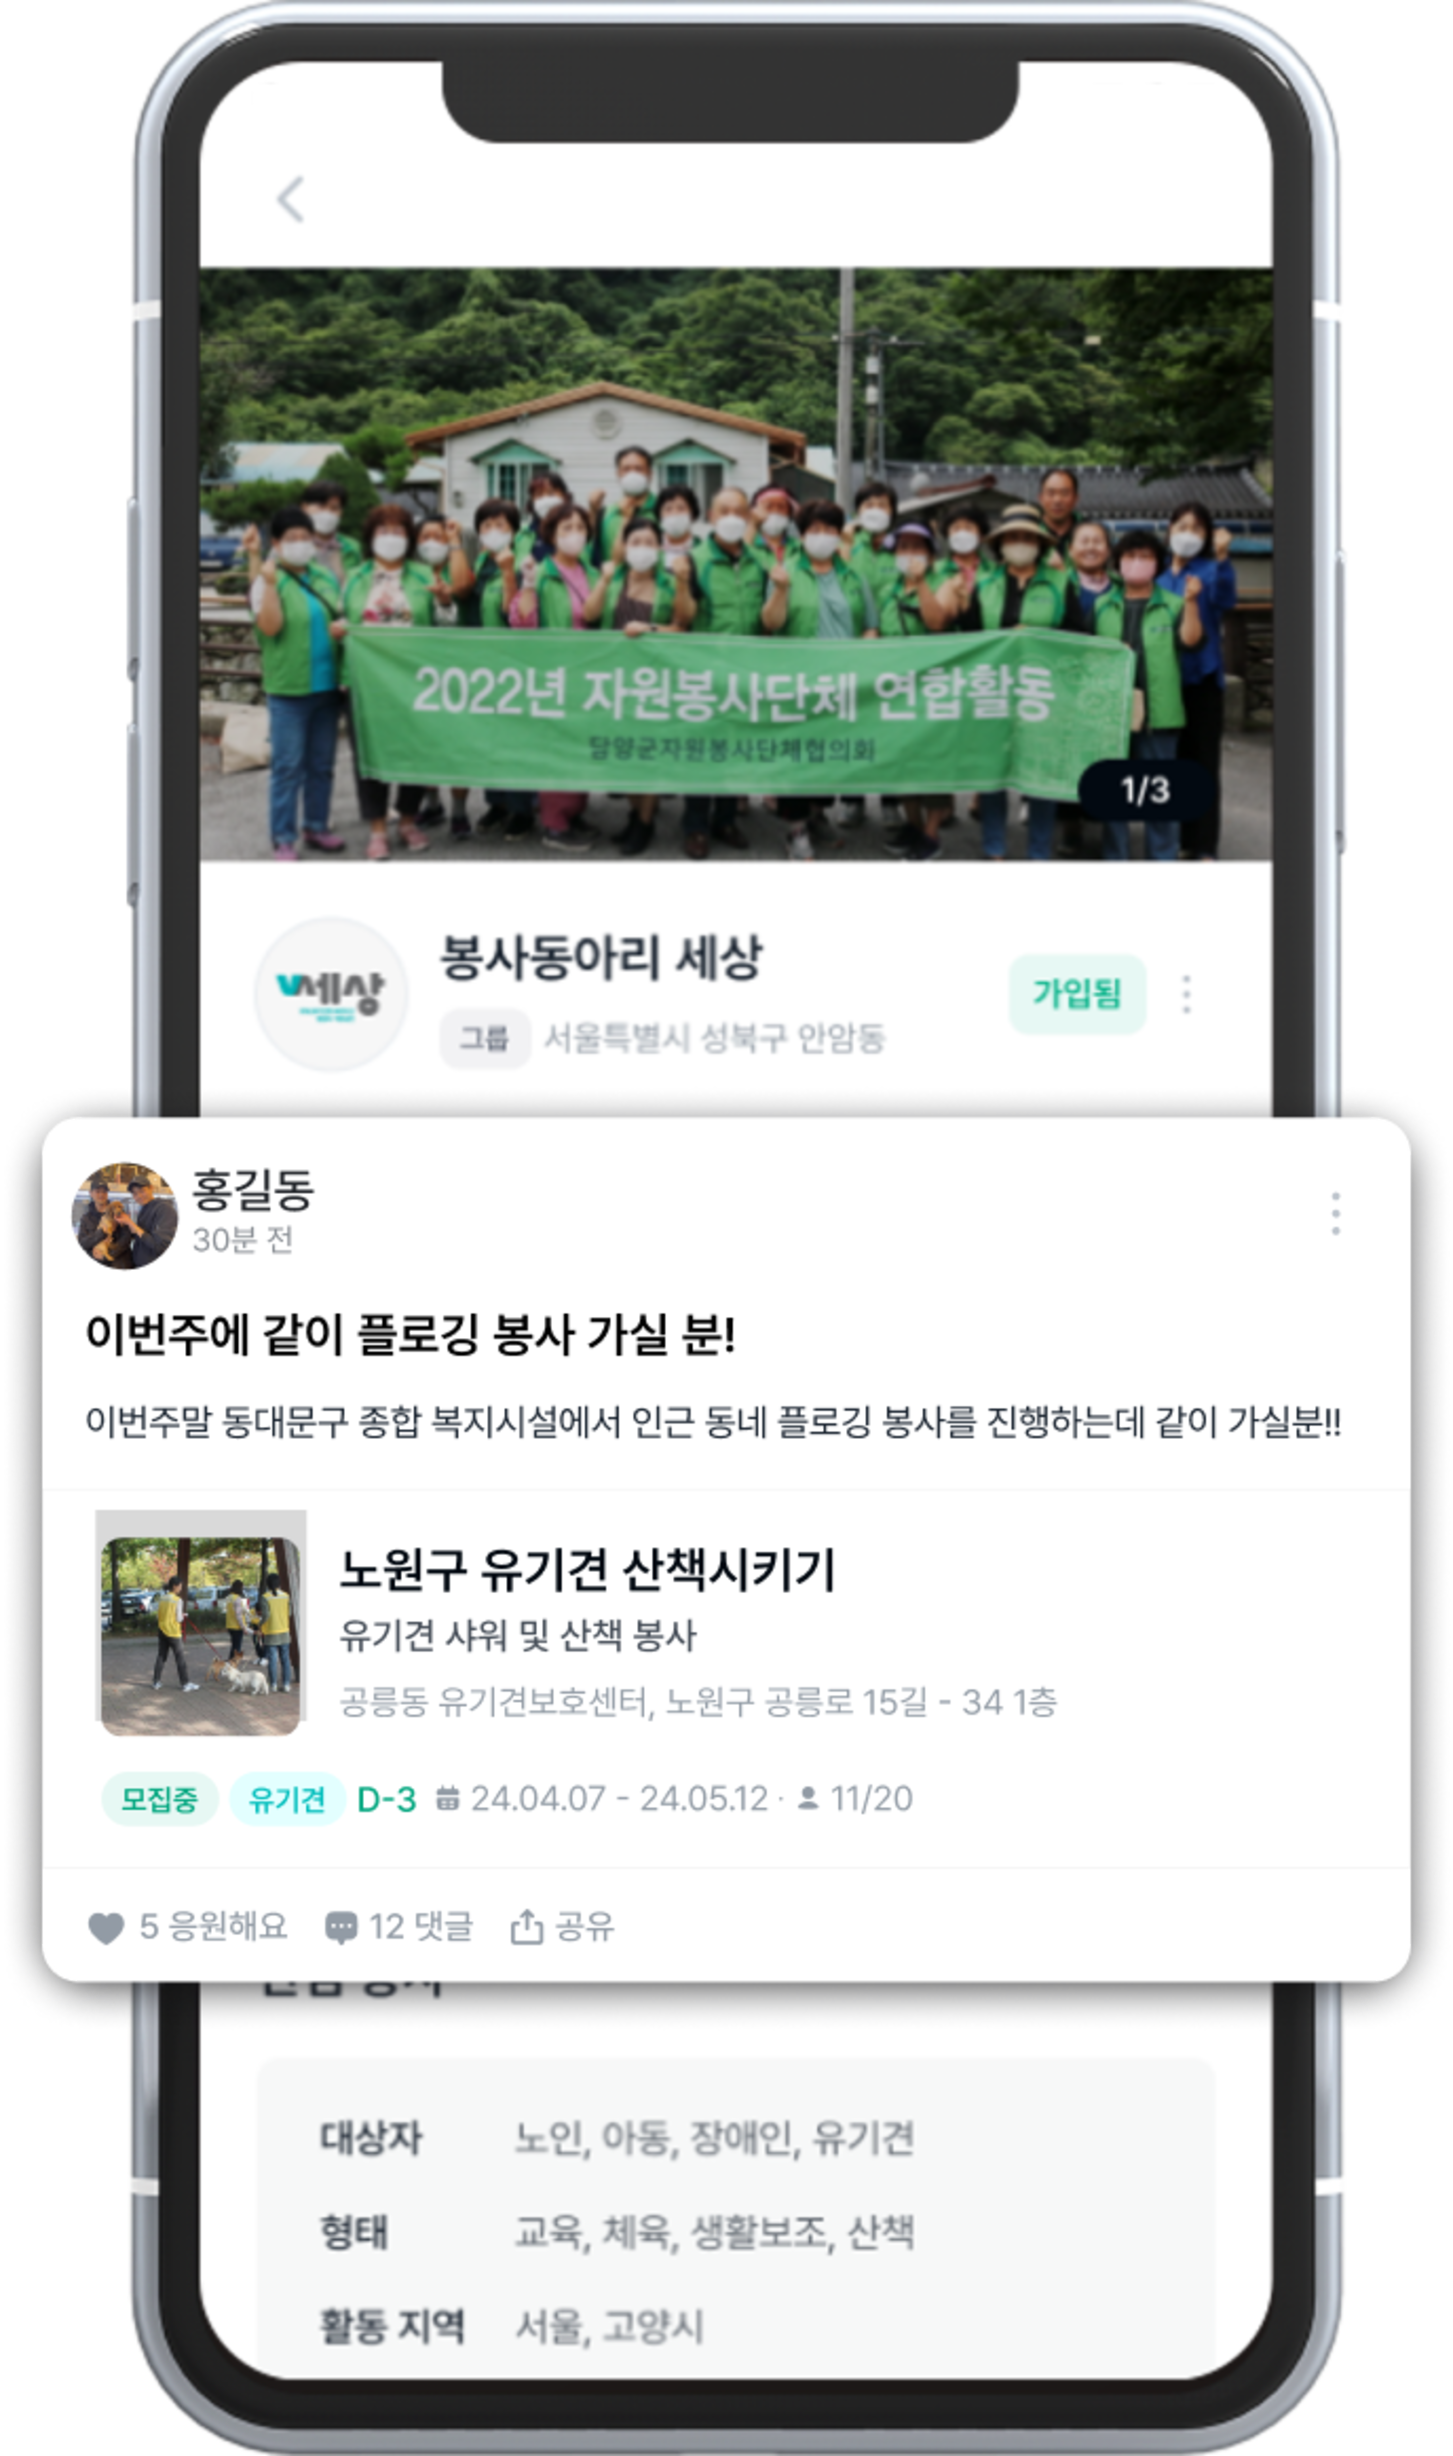 2022년 자원봉사단체 연합활동
담양군자원봉사단체협의회
1/3
세상
봉사동아리 세상
가입됨
그룹 서울특별시 성북구 안암동
홍길동
30분 전
이번주에 같이 플로깅 봉사 가실 분!
이번주말 동대문구 종합 복지시설에서 인근 동네 플로깅 봉사를 진행하는데 같이 가실분!!
노원구 유기견 산책시키기
유기견 샤워 및 산책 봉사
공릉동 유기견보호센터, 노원구 공릉로 15길 - 34 1층
모집중 유기견 D-3 24.04.07 - 24.05.12 · 11/20
5 응원해요 12 댓글 공유
대상자 노인, 아동, 장애인, 유기견
형태 교육, 체육, 생활보조, 산책
활동 지역 서울, 고양시